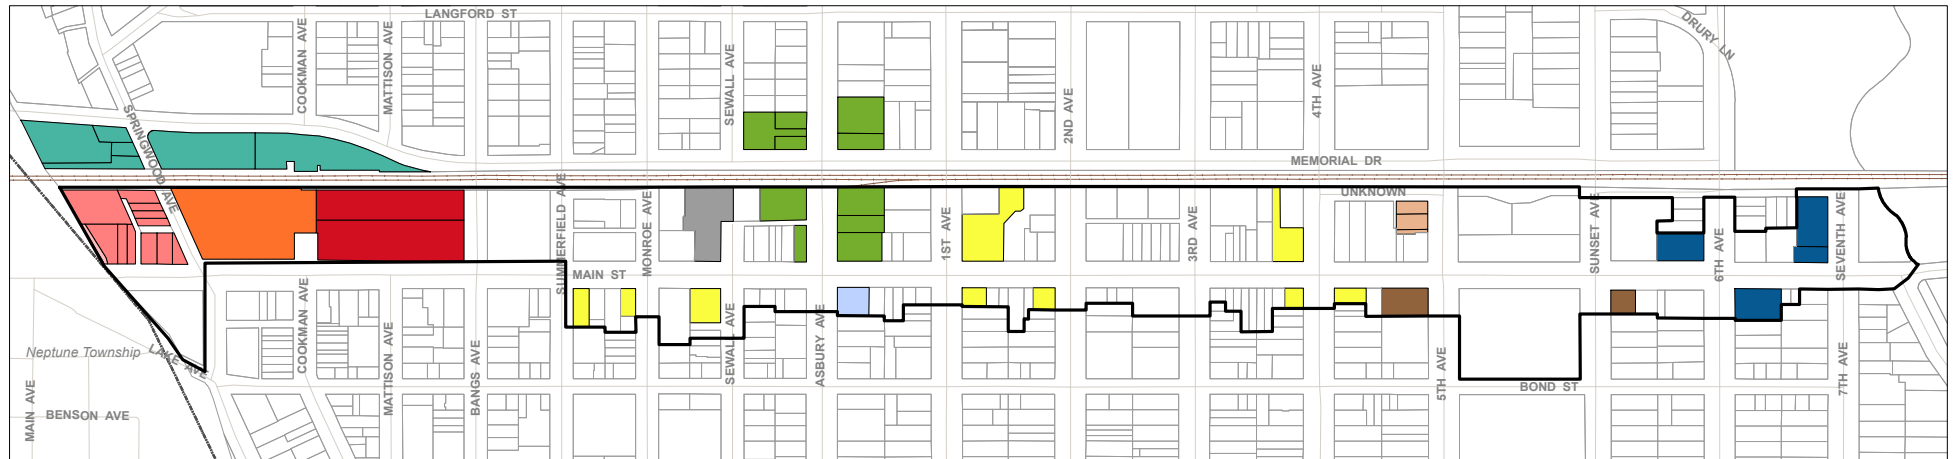 LANGFORD ST
DRURY LN
COOKMAN AVE
MATTISON AVE
SEWALL AVE
2ND AVE
4TH AVE
SPRINGWOOD AVE
MEMORIAL DR
UNKNOWN
SUMMERFIELD AVE
MONROE AVE
1ST AVE
3RD AVE
SUNSET AVE
6TH AVE
SEVENTH AVE
MAIN ST
COOKMAN AVE
MATTISON AVE
BANGS AVE
SEWALL AVE
ASBURY AVE
5TH AVE
7TH AVE
Neptune Township
LAKE AVE
BOND ST
MAIN AVE
BENSON AVE